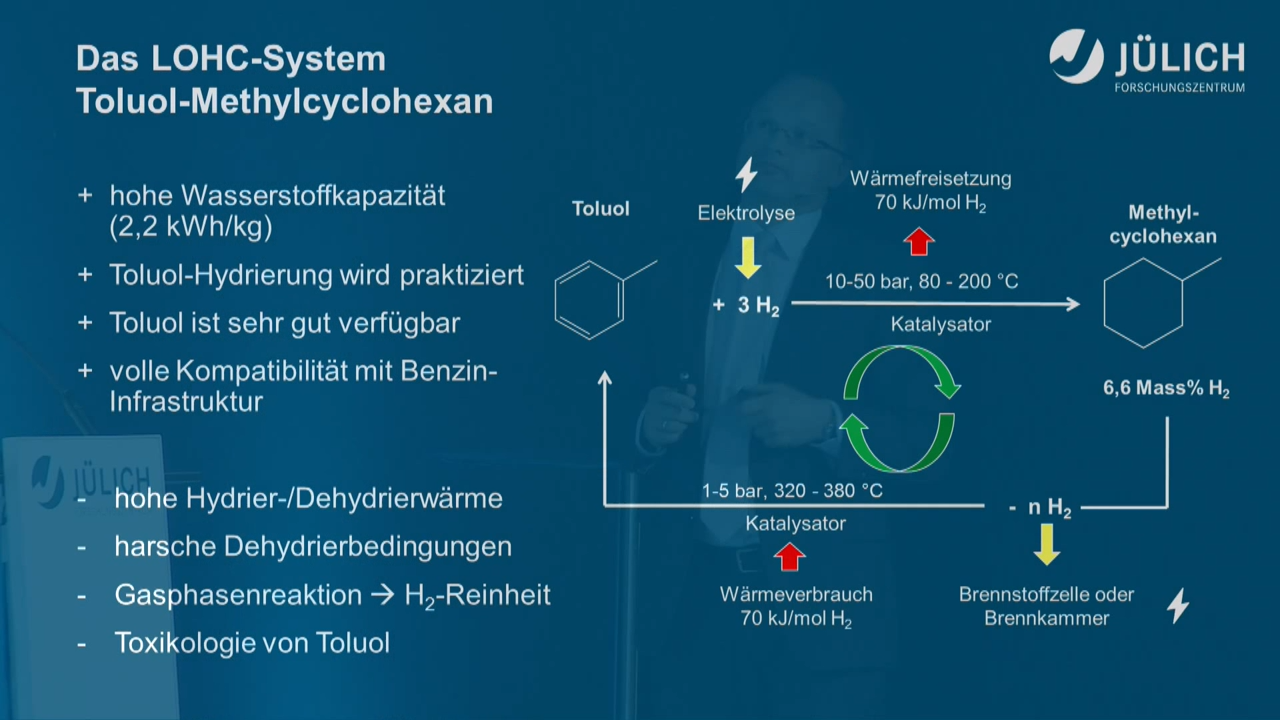 Das LOHC-System
Toluol-Methylcyclohexan
JÜLICH
FORSCHUNGSZENTRUM
+ hohe Wasserstoffkapazität
(2,2 kWh/kg)
+ Toluol-Hydrierung wird praktiziert
+ Toluol ist sehr gut verfügbar
+ volle Kompatibilität mit Benzin-
Infrastruktur
- hohe Hydrier-/Dehydrierwärme
- harsche Dehydrierbedingungen
- Gasphasenreaktion → H₂-Reinheit
- Toxikologie von Toluol
Toluol
Elektrolyse
+ 3 H₂
Wärmefreisetzung
70 kJ/mol H₂
10-50 bar, 80 - 200 °C
Katalysator
Methyl-
cyclohexan
6,6 Mass% H₂
1-5 bar, 320 - 380 °C
Katalysator
- n H₂
Wärmeverbrauch
70 kJ/mol H₂
Brennstoffzelle oder
Brennkammer
JÜLICH